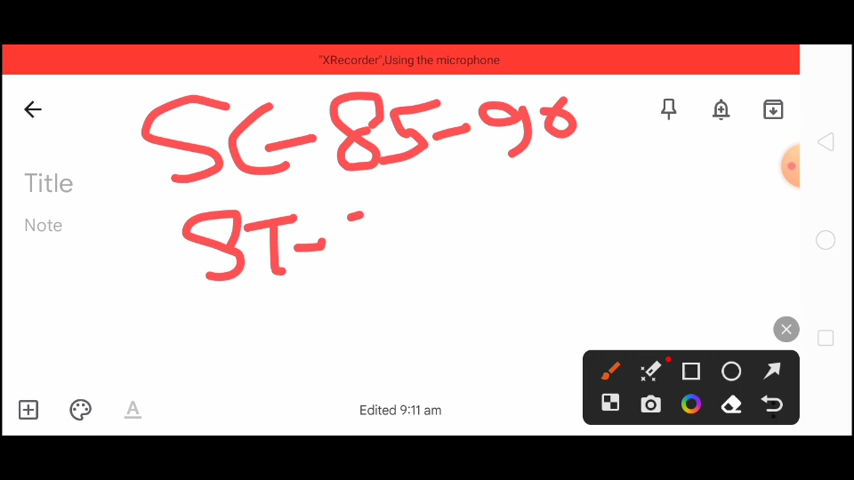 "XRecorder",Using the microphone
SC-85-90
Title
Note
ST-
A
Edited 9:11 am